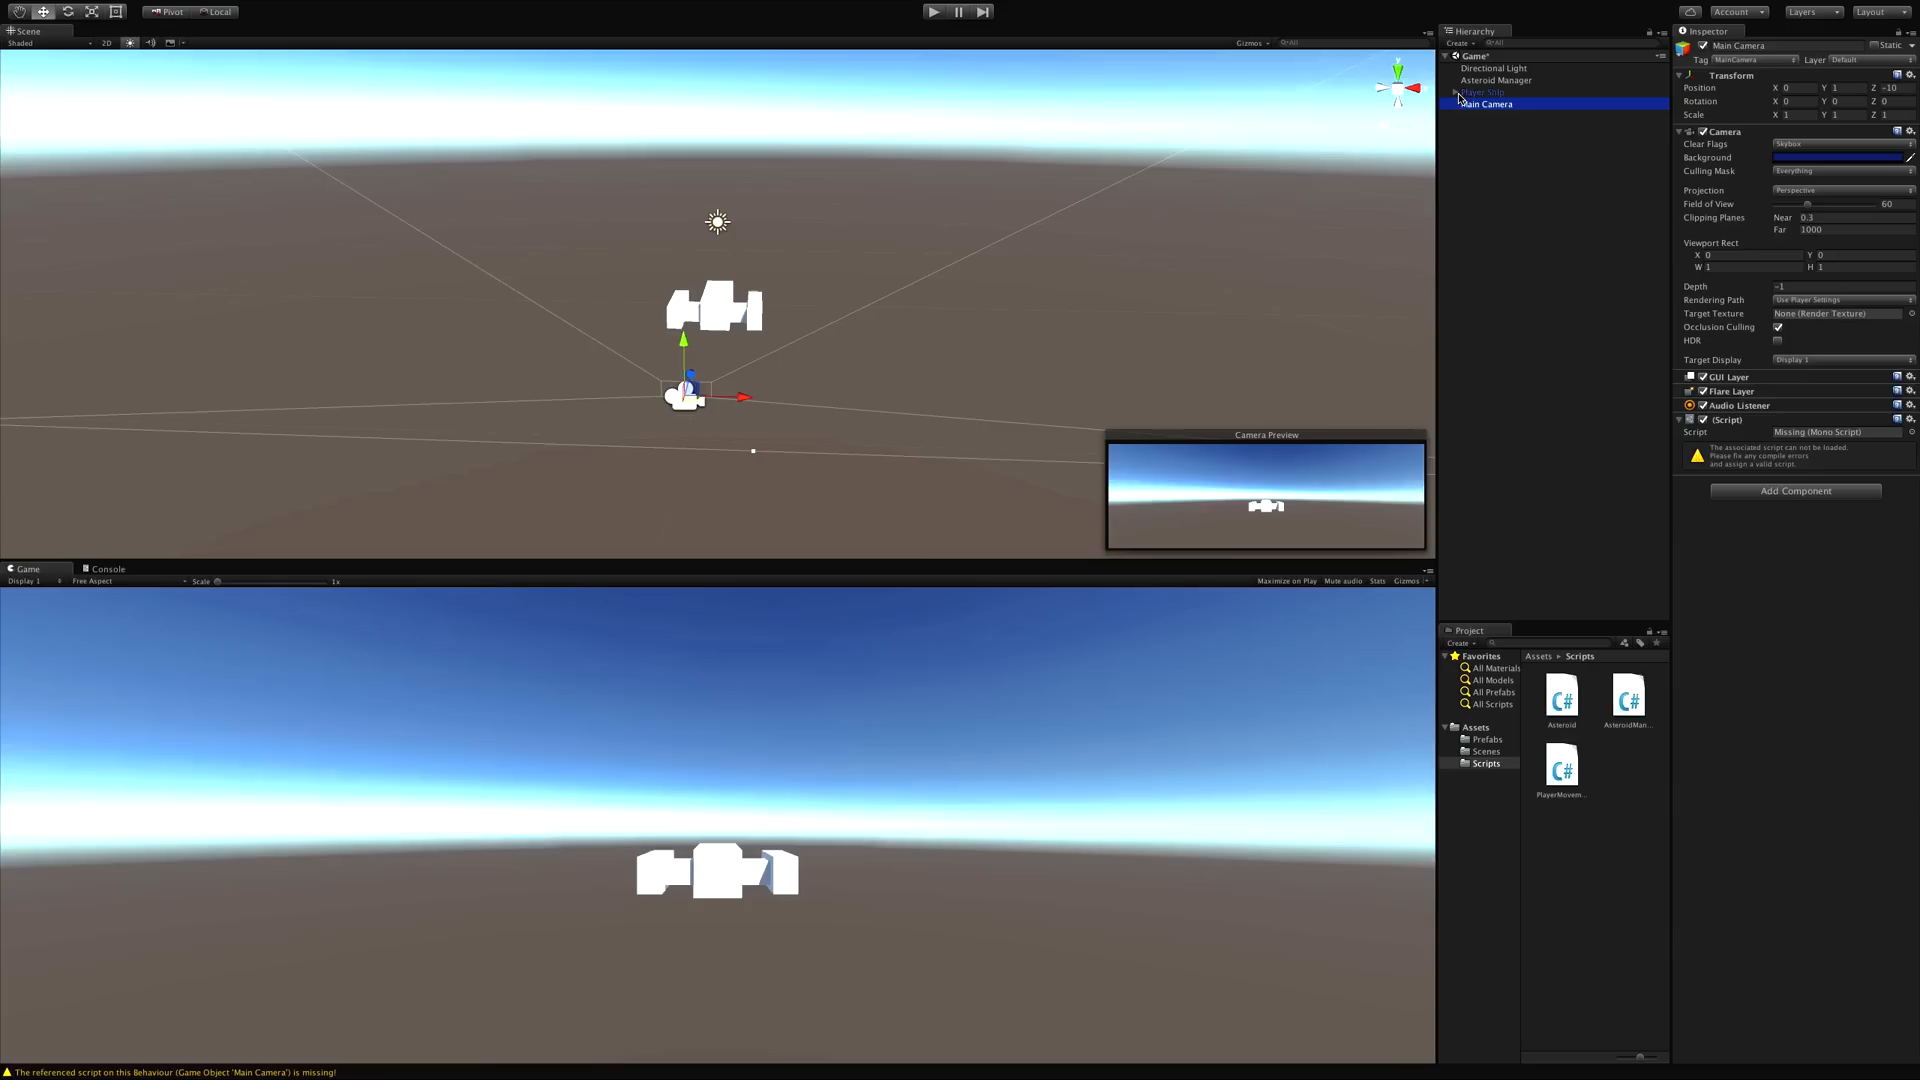 Pivot Local
Account Layers Layout
Scene
Shaded 2D Gizmos All
y
Camera Preview
Game Console
Display 1 Free Aspect Scale 1x Maximize on Play Mute audio Stats Gizmos
The referenced script on this Behaviour (Game Object 'Main Camera') is missing!
Hierarchy
Create All
Game*
Directional Light
Asteroid Manager
Player Ship
Main Camera
Project
Create
Favorites
All Materials
All Models
All Prefabs
All Scripts
Assets
Prefabs
Scenes
Scripts
Assets Scripts
C# C#
Asteroid AsteroidMan...
C#
PlayerMovem...
Inspector
Main Camera Static
Tag MainCamera Layer Default
Transform
Position X 0 Y 1 Z -10
Rotation X 0 Y 0 Z 0
Scale X 1 Y 1 Z 1
Camera
Clear Flags Skybox
Background
Culling Mask Everything
Projection Perspective
Field of View 60
Clipping Planes Near 0.3
Far 1000
Viewport Rect
X 0 Y 0
W 1 H 1
Depth -1
Rendering Path Use Player Settings
Target Texture None (Render Texture)
Occlusion Culling
HDR
Target Display Display 1
GUI Layer
Flare Layer
Audio Listener
(Script)
Script Missing (Mono Script)
The associated script can not be loaded.
Please fix any compile errors
and assign a valid script.
Add Component